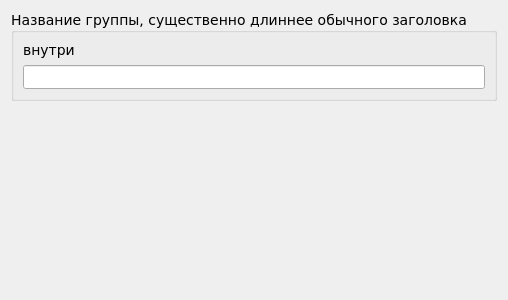 Название группы, существенно длиннее обычного заголовка
внутри